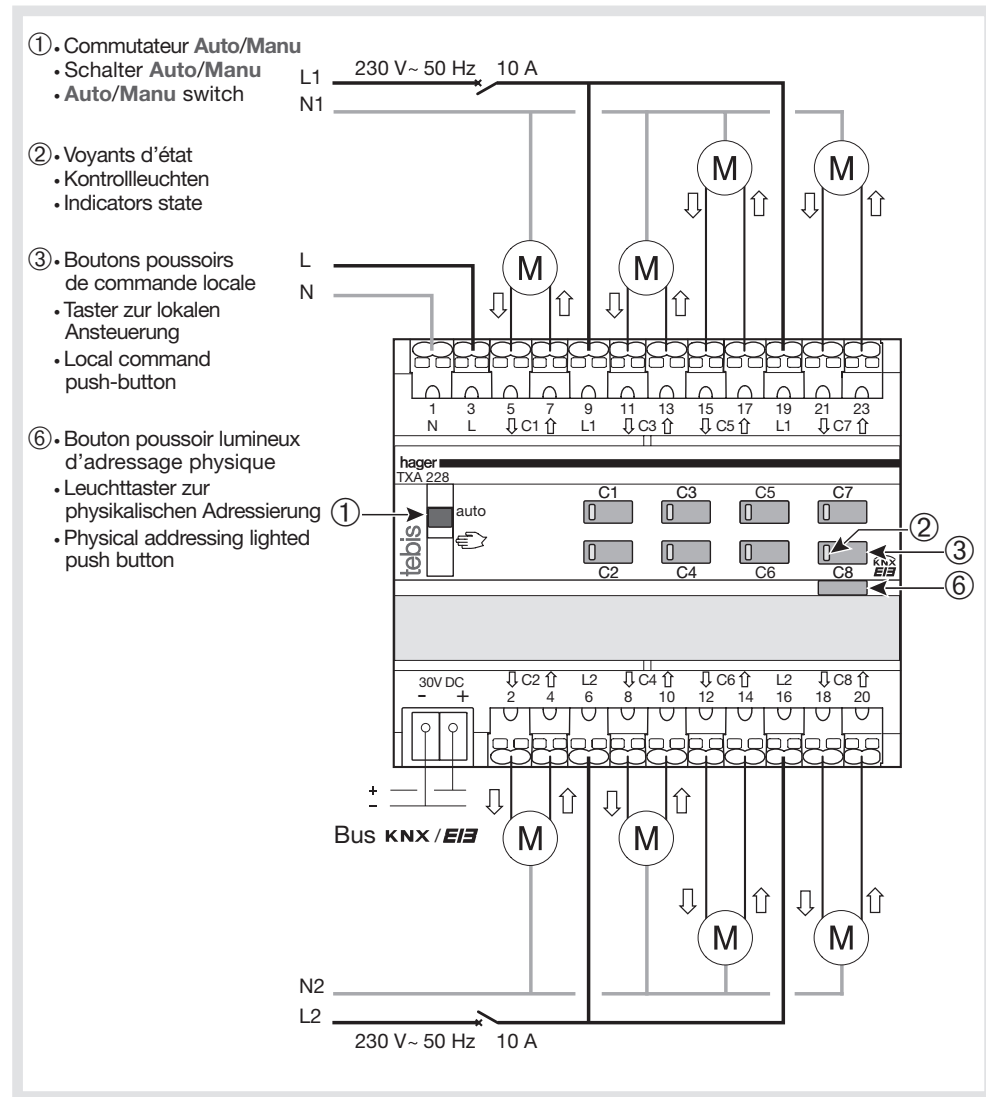 ① • Commutateur Auto/Manu
• Schalter Auto/Manu
• Auto/Manu switch
② • Voyants d'état
• Kontrollleuchten
• Indicators state
③ • Boutons poussoirs
de commande locale
• Taster zur lokalen
Ansteuerung
• Local command
push-button
⑥ • Bouton poussoir lumineux
d'adressage physique
• Leuchttaster zur
physikalischen Adressierung
• Physical addressing lighted
push button
L1 230 V~ 50 Hz 10 A
N1
M M
M M
L
N
1 3 5 7 9 11 13 15 17 19 21 23
N L ⇩ C1 ⇧ L1 ⇩ C3 ⇧ ⇩ C5 ⇧ L1 ⇩ C7 ⇧
hager
TXA 228
C1 C3 C5 C7
① auto
tebis
②
③
C2 C4 C6 C8
KNX
EIB
⑥
30V DC ⇩ C2 ⇧ L2 ⇩ C4 ⇧ ⇩ C6 ⇧ L2 ⇩ C8 ⇧
- + 2 4 6 8 10 12 14 16 18 20
+
–
Bus KNX / EIB
M M
M M
N2
L2
230 V~ 50 Hz 10 A